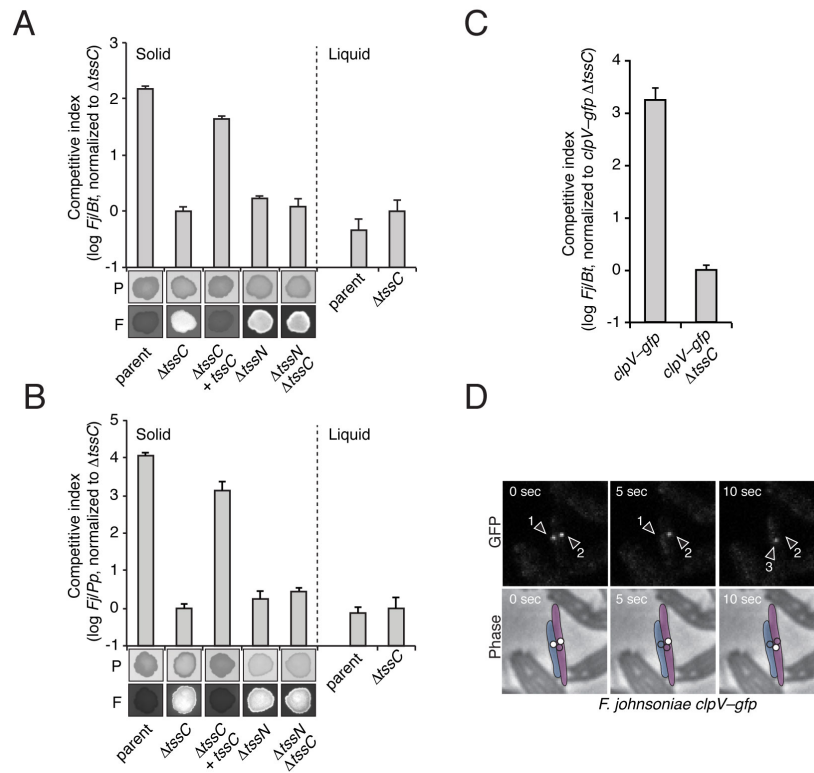 A
Competitive index
(log Fj/Bt, normalized to ΔtssC)
3
2
1
0
-1
Solid
Liquid
P
F
parent
ΔtssC
ΔtssC
+ tssC
ΔtssN
ΔtssN
ΔtssC
parent
ΔtssC
B
Competitive index
(log Fj/Pp, normalized to ΔtssC)
5
4
3
2
1
0
-1
Solid
Liquid
P
F
parent
ΔtssC
ΔtssC
+ tssC
ΔtssN
ΔtssN
ΔtssC
parent
ΔtssC
C
Competitive index
(log Fj/Bt, normalized to clpV–gfp ΔtssC)
4
3
2
1
0
-1
clpV–gfp
clpV–gfp
ΔtssC
D
GFP
0 sec
1
2
5 sec
1
2
10 sec
3
2
Phase
0 sec
5 sec
10 sec
F. johnsoniae clpV–gfp